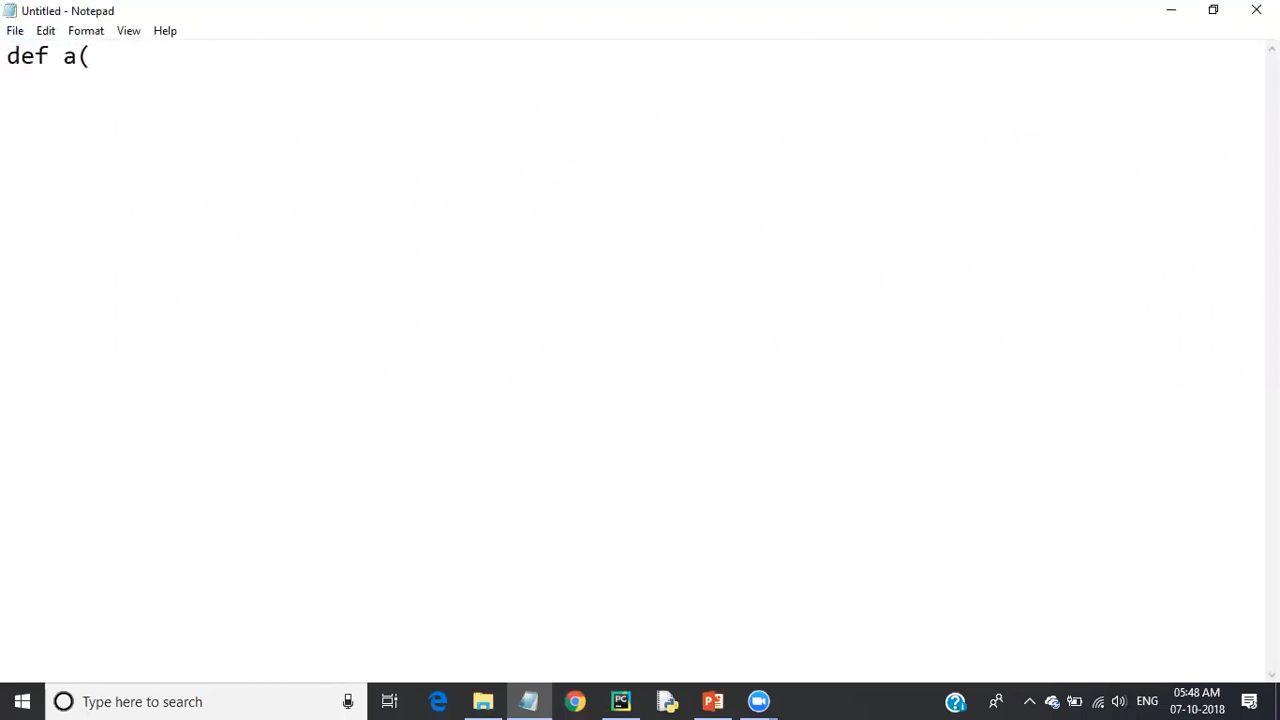 Untitled - Notepad
File Edit Format View Help
def a(
Type here to search
PC
P
ENG
05:48 AM
07-10-2018